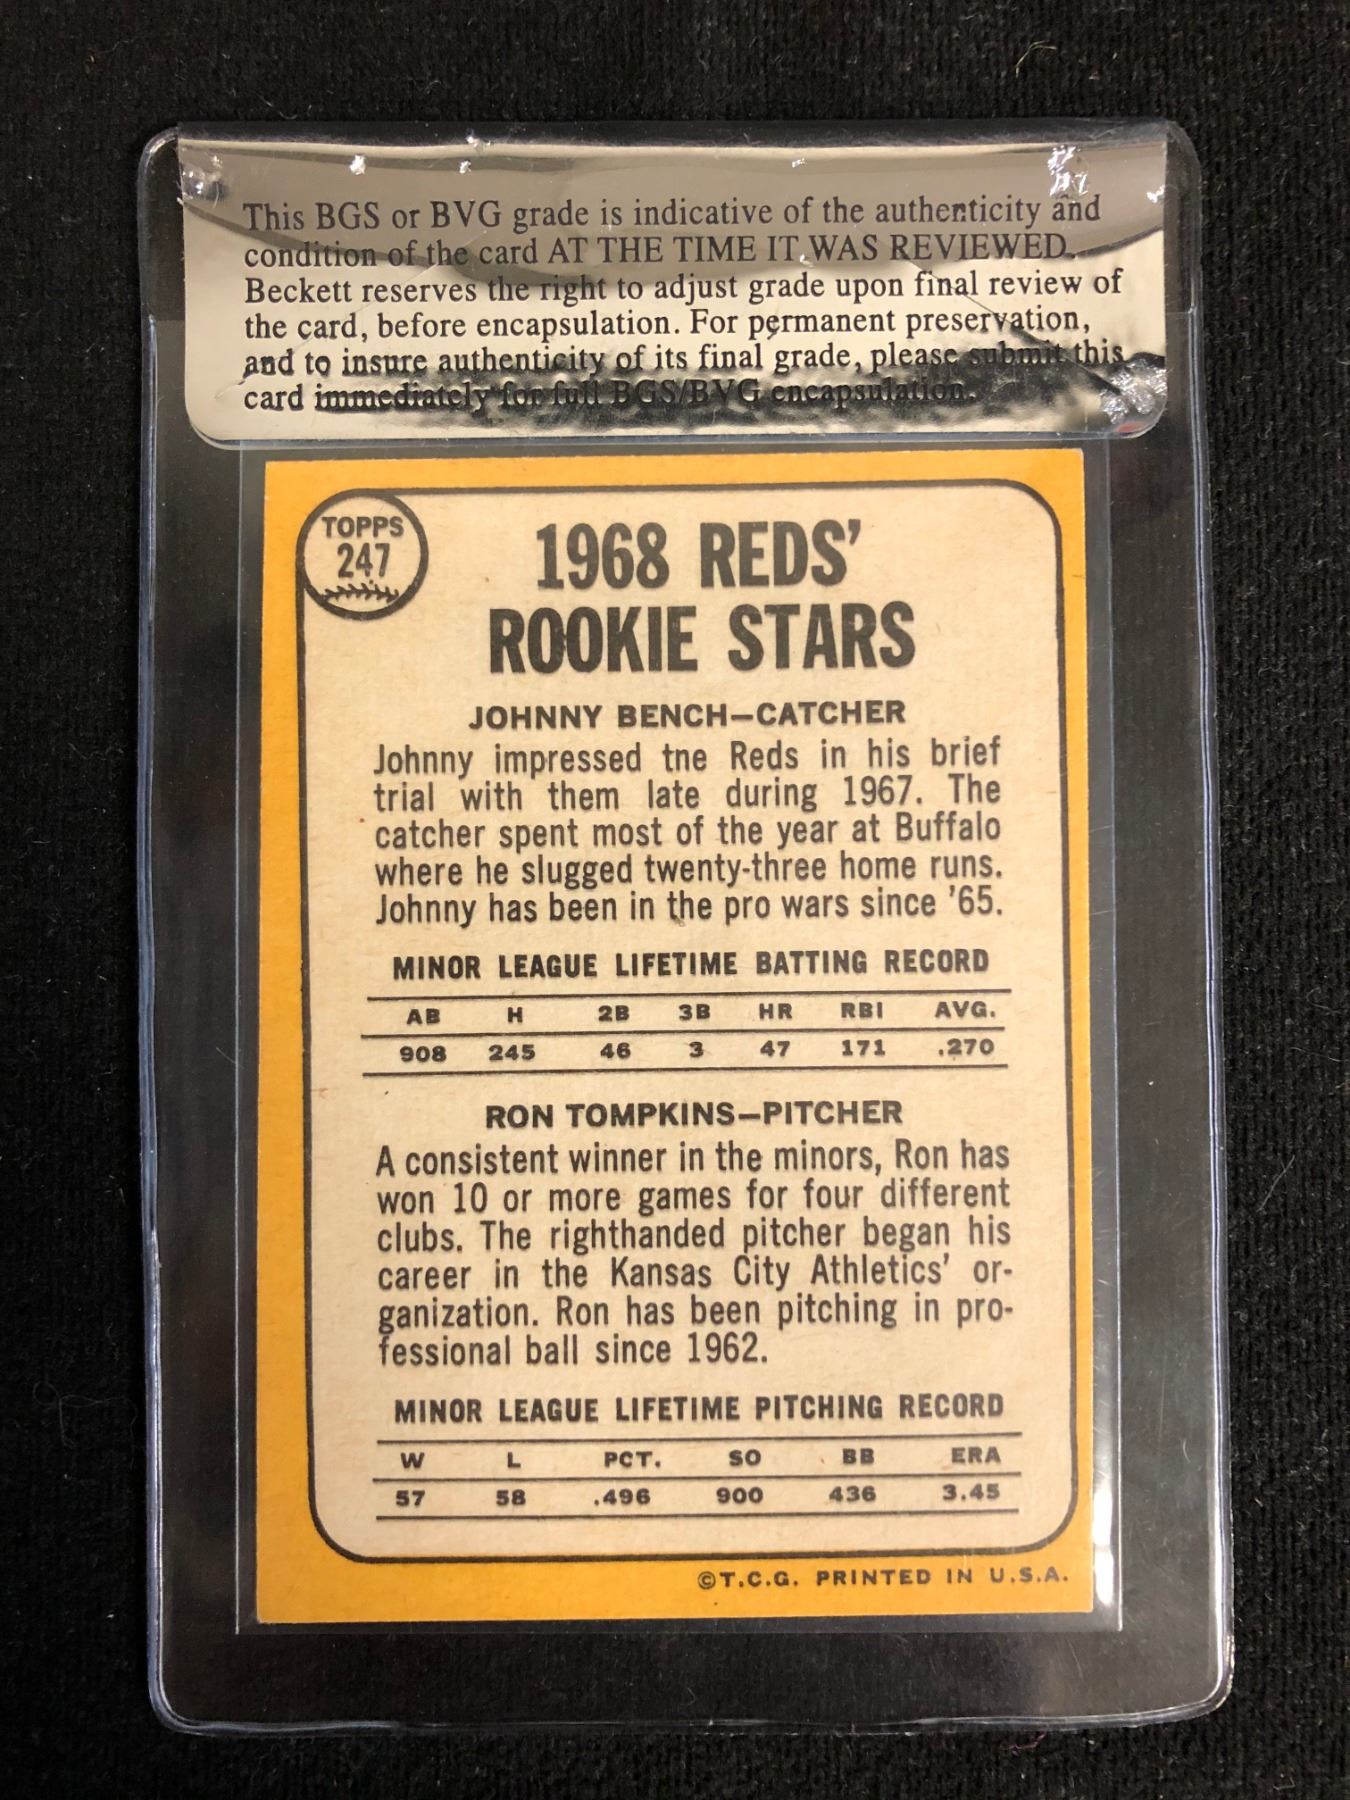 This BGS or BVG grade is indicative of the authenticity and
condition of the card AT THE TIME IT WAS REVIEWED.
Beckett reserves the right to adjust grade upon final review of
the card, before encapsulation. For permanent preservation,
and to insure authenticity of its final grade, please submit this
card immediately for full BGS/BVG encapsulation.
TOPPS
247
1968 REDS'
ROOKIE STARS
JOHNNY BENCH—CATCHER
Johnny impressed tne Reds in his brief
trial with them late during 1967. The
catcher spent most of the year at Buffalo
where he slugged twenty-three home runs.
Johnny has been in the pro wars since '65.
MINOR LEAGUE LIFETIME BATTING RECORD
AB H 2B 3B HR RBI AVG.
908 245 46 3 47 171 .270
RON TOMPKINS—PITCHER
A consistent winner in the minors, Ron has
won 10 or more games for four different
clubs. The righthanded pitcher began his
career in the Kansas City Athletics' or-
ganization. Ron has been pitching in pro-
fessional ball since 1962.
MINOR LEAGUE LIFETIME PITCHING RECORD
W L PCT. SO BB ERA
57 58 .496 900 436 3.45
©T.C.G. PRINTED IN U.S.A.